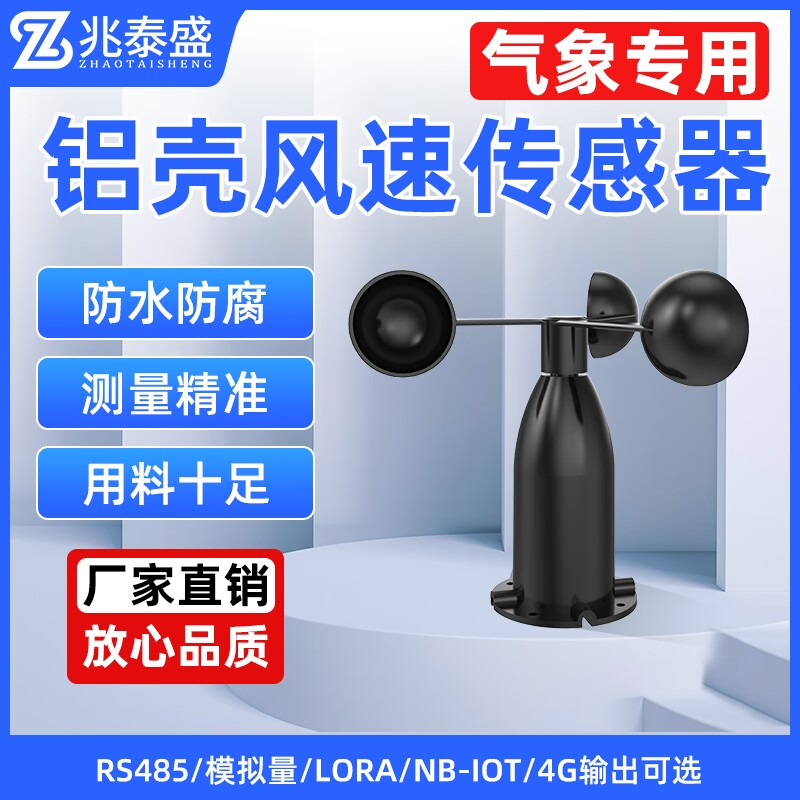 兆泰盛
ZHAOTAISHENG
气象专用
铝壳风速传感器
防水防腐
测量精准
用料十足
厂家直销
放心品质
RS485/模拟量/LORA/NB-IOT/4G输出可选